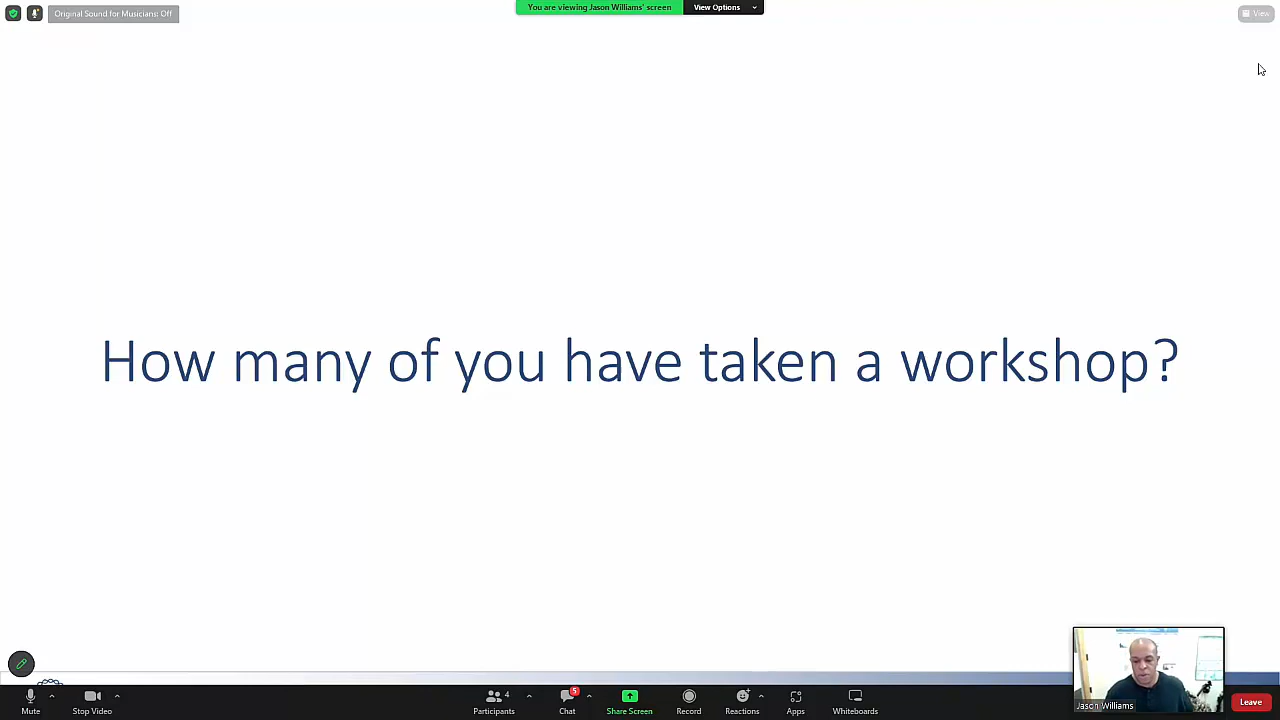 Original Sound for Musicians: Off
You are viewing Jason Williams' screen
View Options
View
How many of you have taken a workshop?
Jason Williams
Mute
Stop Video
4
Participants
5
Chat
Share Screen
Record
Reactions
Apps
Whiteboards
Leave